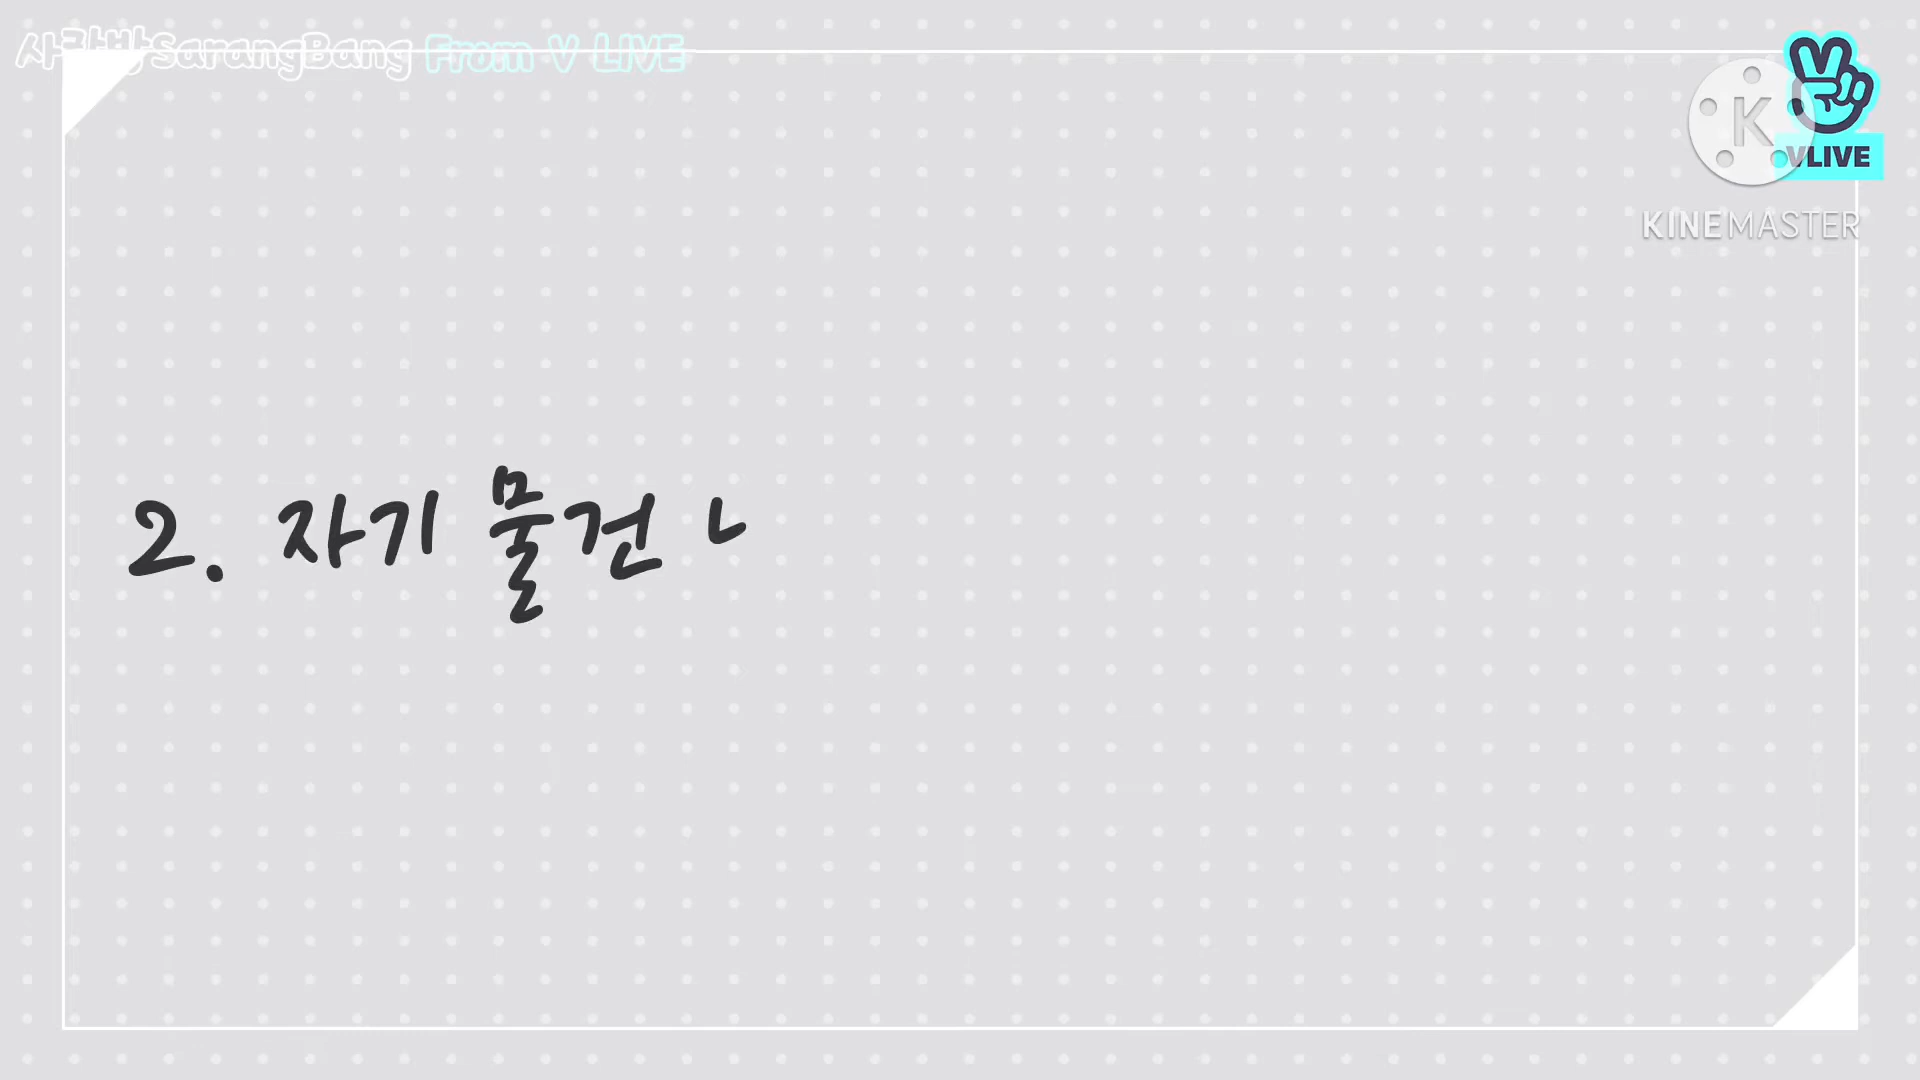 사랑방SarangBang From V LIVE
K
VLIVE
KINEMASTER
2. 자기 물건 ㄴ